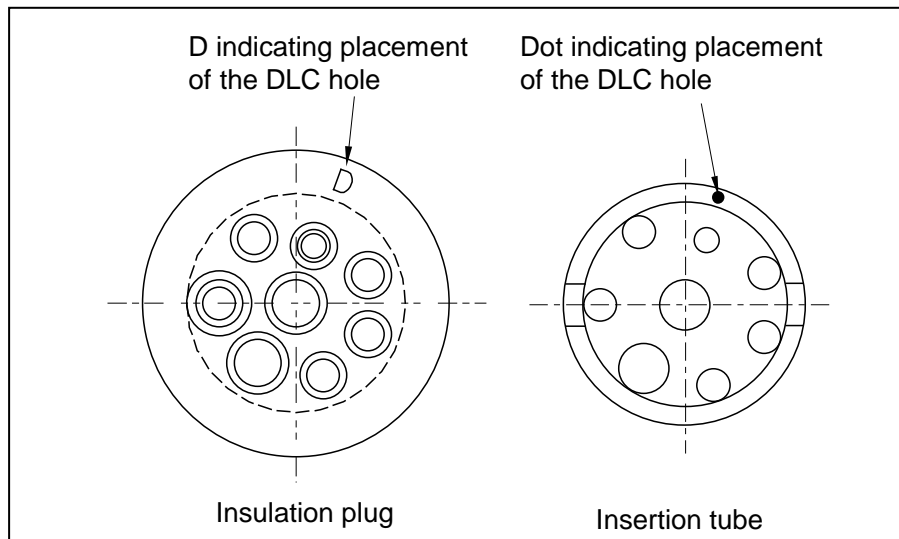 D indicating placement
of the DLC hole
Dot indicating placement
of the DLC hole
D
Insulation plug
Insertion tube